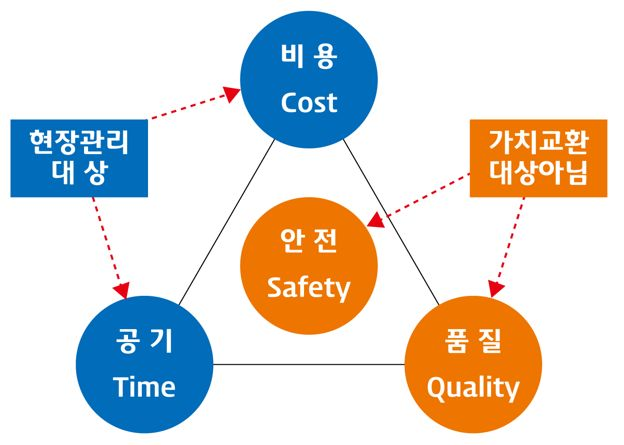 비 용
Cost
현장관리
대 상
가치교환
대상아님
안 전
Safety
공 기
Time
품 질
Quality